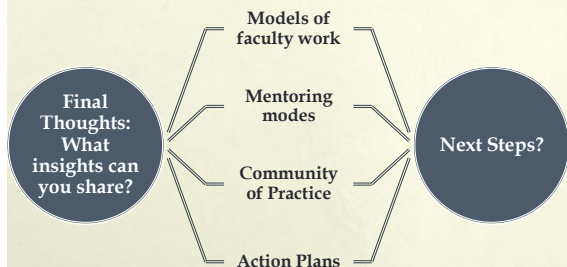 Final
Thoughts:
What
insights can
you share?
Models of
faculty work
Mentoring
modes
Community
of Practice
Action Plans
Next Steps?